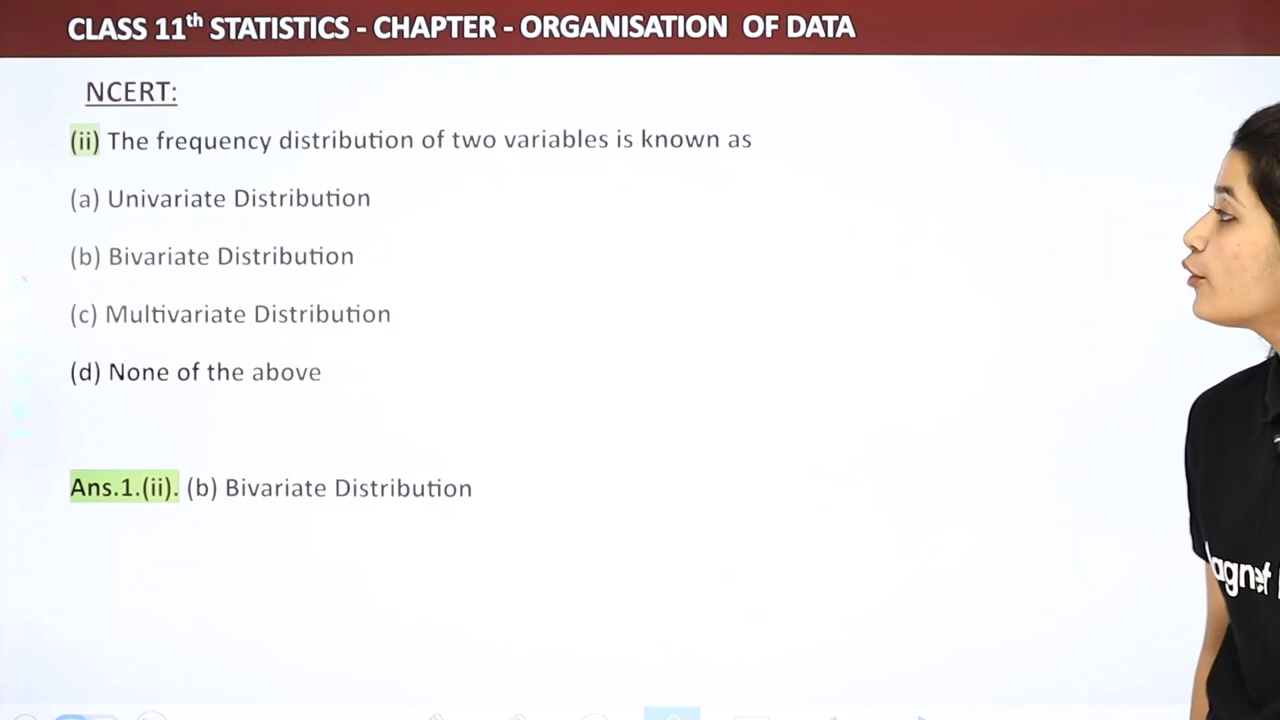 CLASS 11th STATISTICS - CHAPTER - ORGANISATION OF DATA
NCERT:
(ii) The frequency distribution of two variables is known as
(a) Univariate Distribution
(b) Bivariate Distribution
(c) Multivariate Distribution
(d) None of the above
Ans.1.(ii). (b) Bivariate Distribution